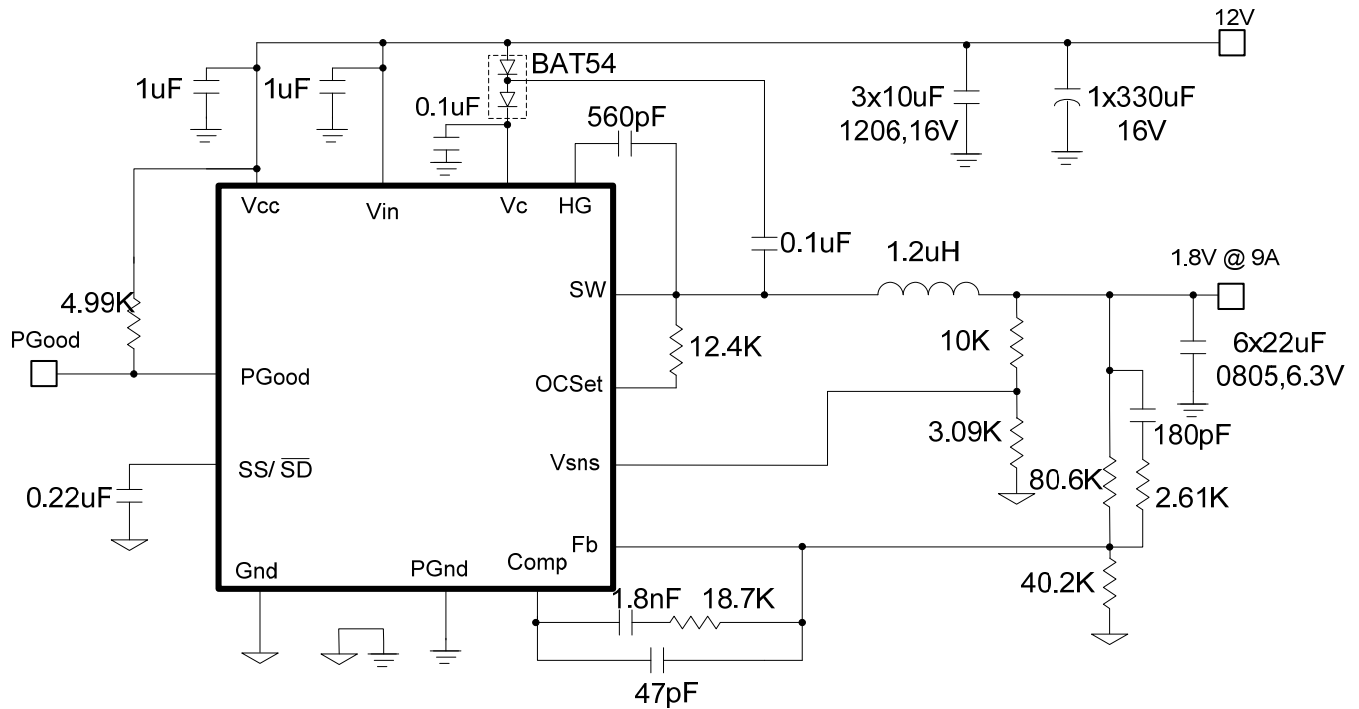 12V
BAT54
1uF
1uF
0.1uF
560pF
3x10uF
1206,16V
1x330uF
16V
Vcc
Vin
Vc
HG
0.1uF
1.2uH
1.8V @ 9A
SW
4.99K
PGood
12.4K
10K
6x22uF
0805,6.3V
PGood
OCSet
3.09K
180pF
Vsns
SS/ SD
80.6K
2.61K
0.22uF
Fb
Comp
Gnd
PGnd
40.2K
1.8nF
18.7K
47pF